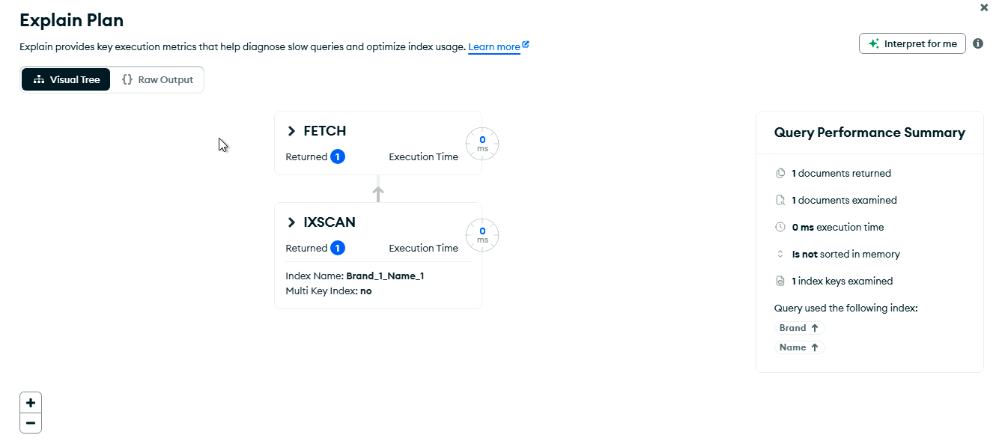 Explain Plan
Explain provides key execution metrics that help diagnose slow queries and optimize index usage. Learn more
Interpret for me
Visual Tree
Raw Output
FETCH
Returned 1 Execution Time
0 ms
IXSCAN
Returned 1 Execution Time
0 ms
Index Name: Brand_1_Name_1
Multi Key Index: no
Query Performance Summary
1 documents returned
1 documents examined
0 ms execution time
Is not sorted in memory
1 index keys examined
Query used the following index:
Brand
Name